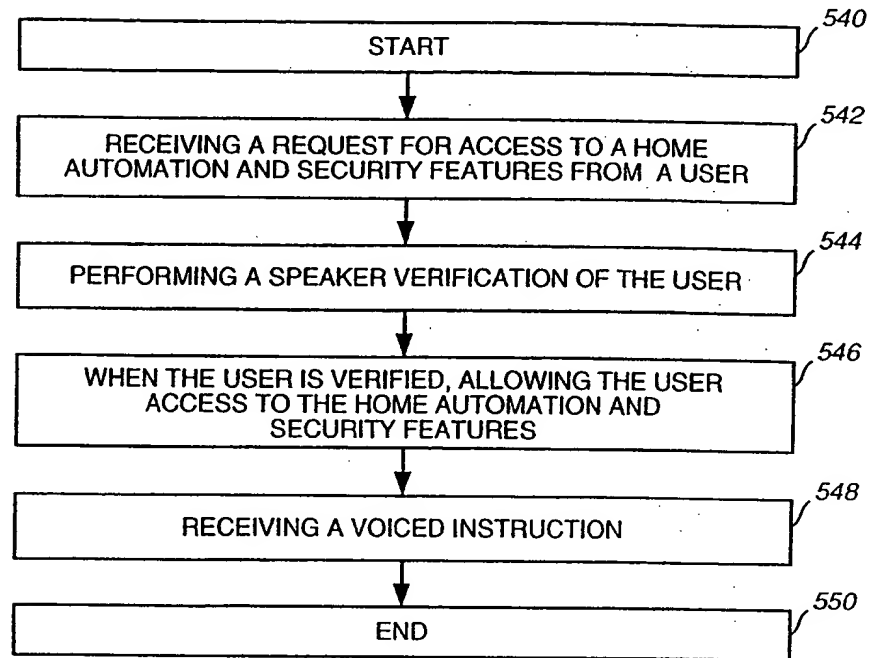 540
START
542
RECEIVING A REQUEST FOR ACCESS TO A HOME
AUTOMATION AND SECURITY FEATURES FROM A USER
544
PERFORMING A SPEAKER VERIFICATION OF THE USER
546
WHEN THE USER IS VERIFIED, ALLOWING THE USER
ACCESS TO THE HOME AUTOMATION AND
SECURITY FEATURES
548
RECEIVING A VOICED INSTRUCTION
550
END